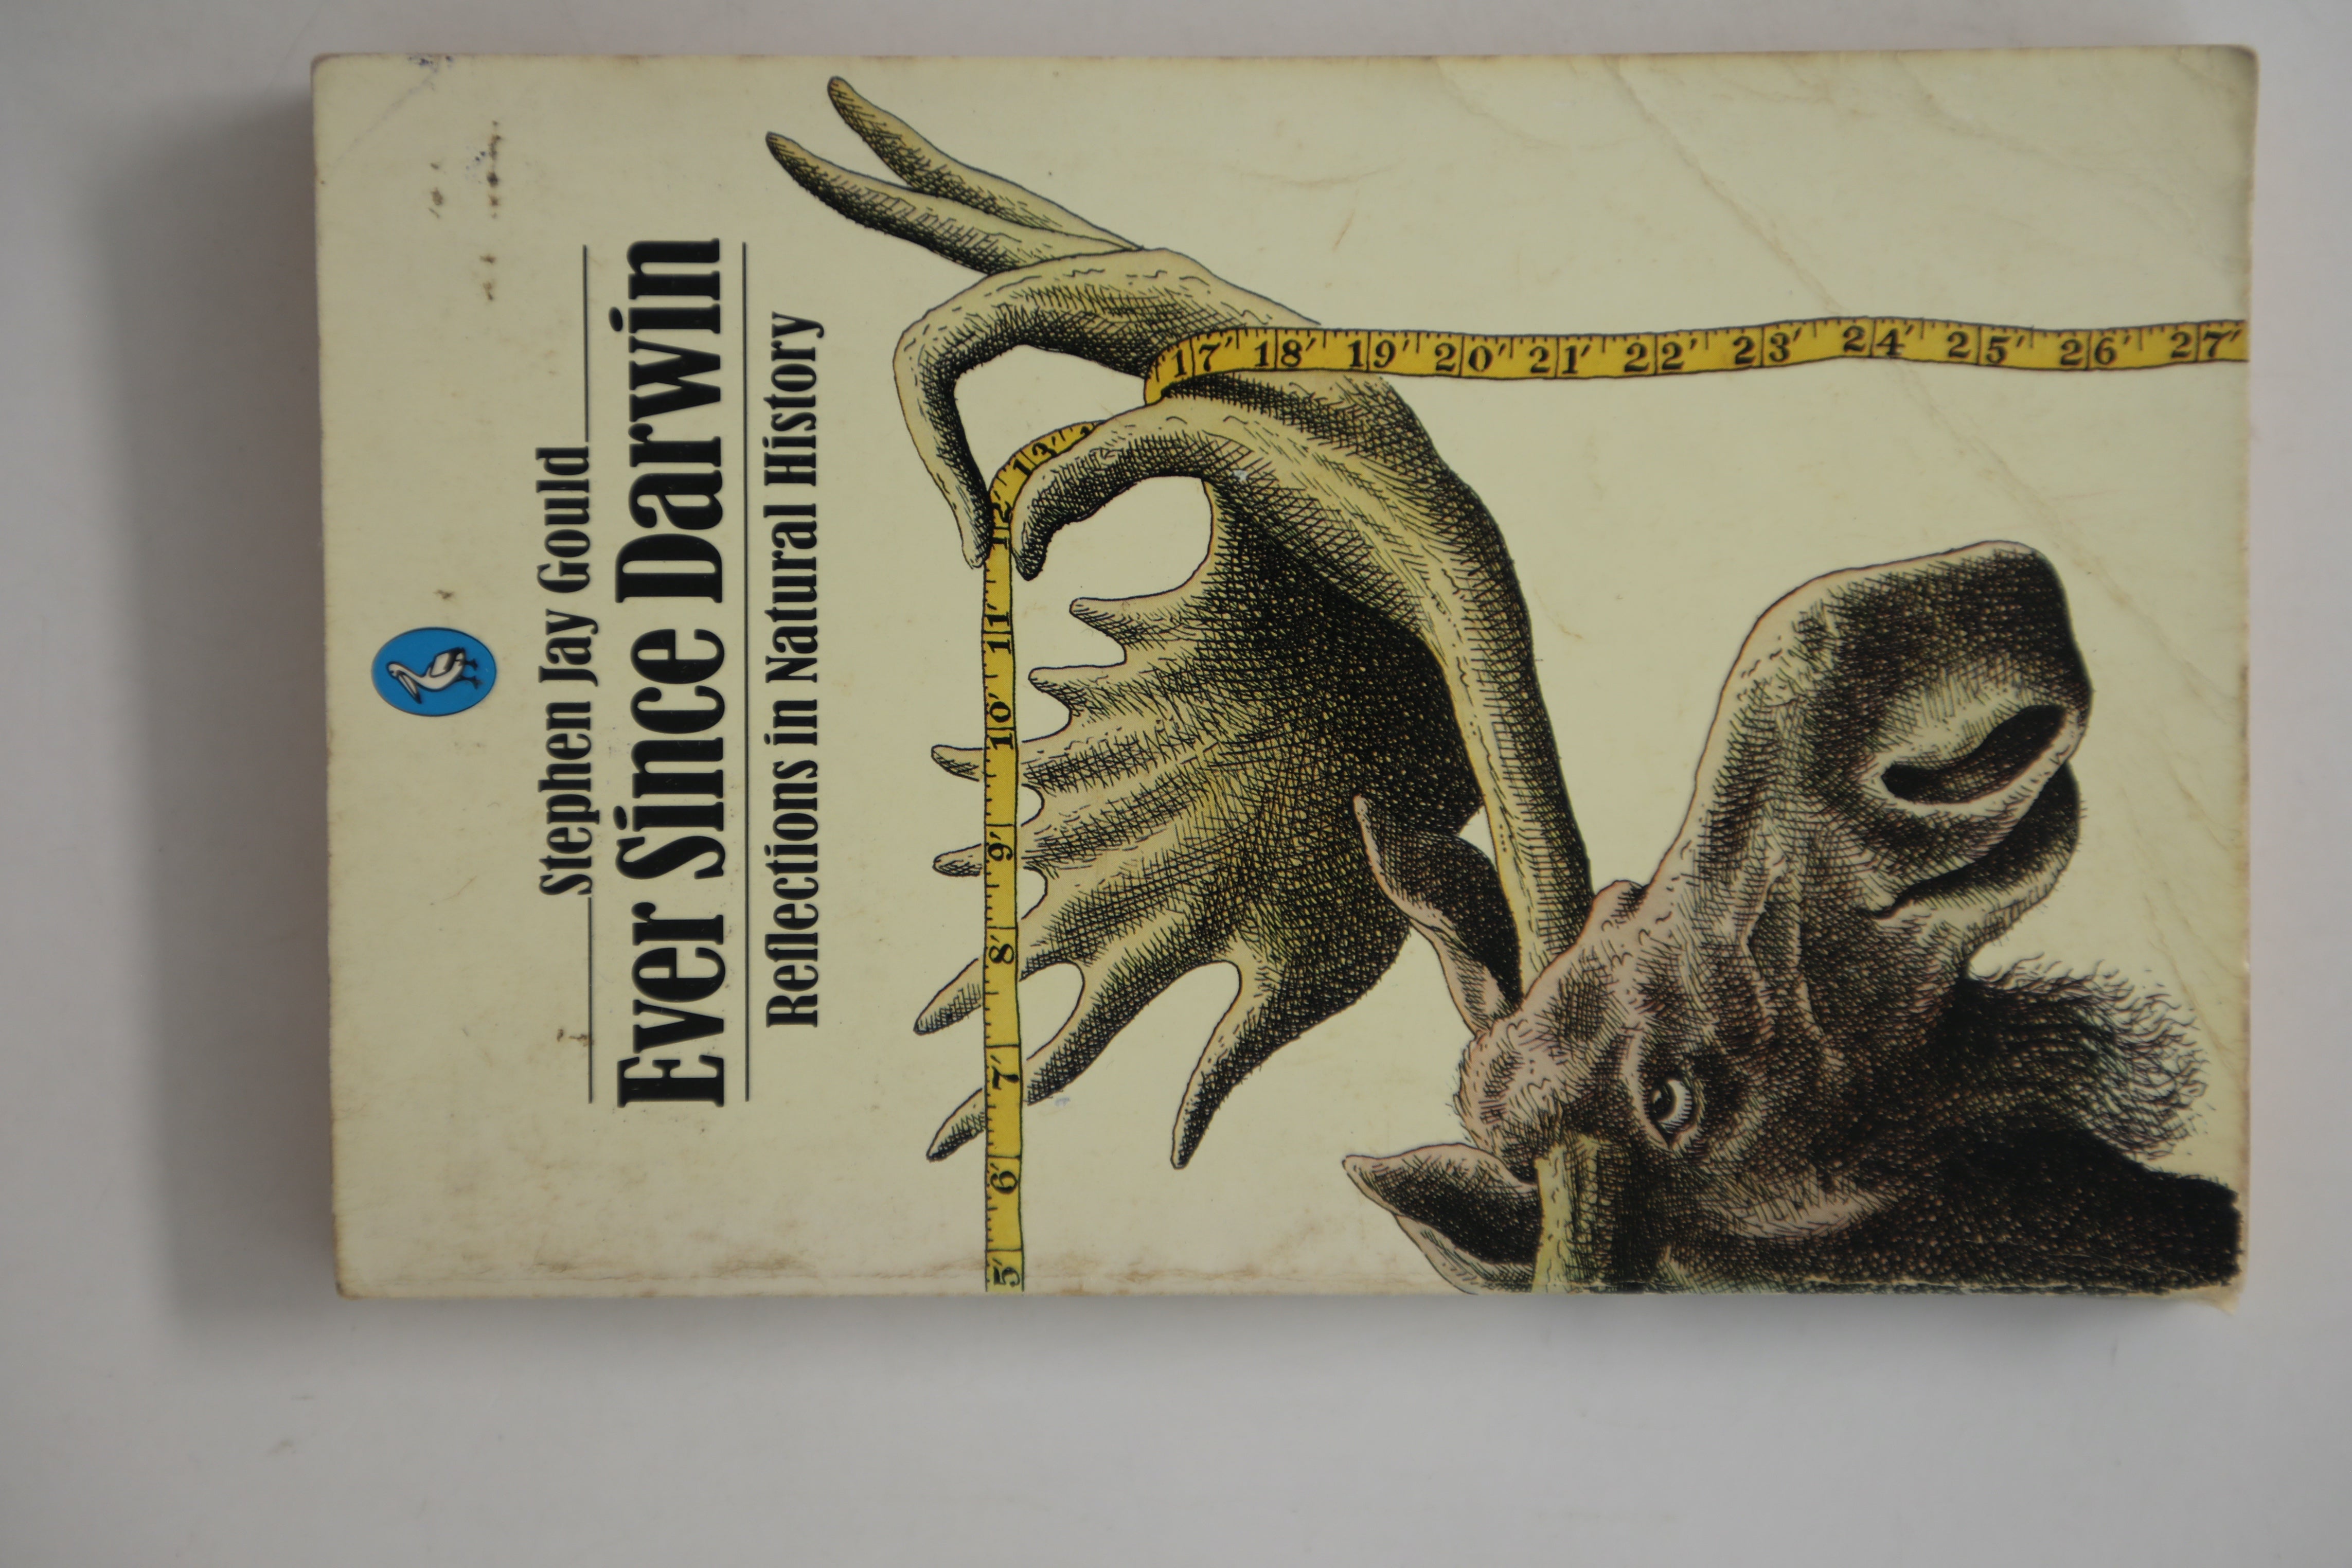 Stephen Jay Gould
Ever Since Darwin
Reflections in Natural History
5' 6' 7' 8' 9' 10' 11' 12' 13'
17' 18' 19' 20' 21' 22' 23' 24' 25' 26' 27'